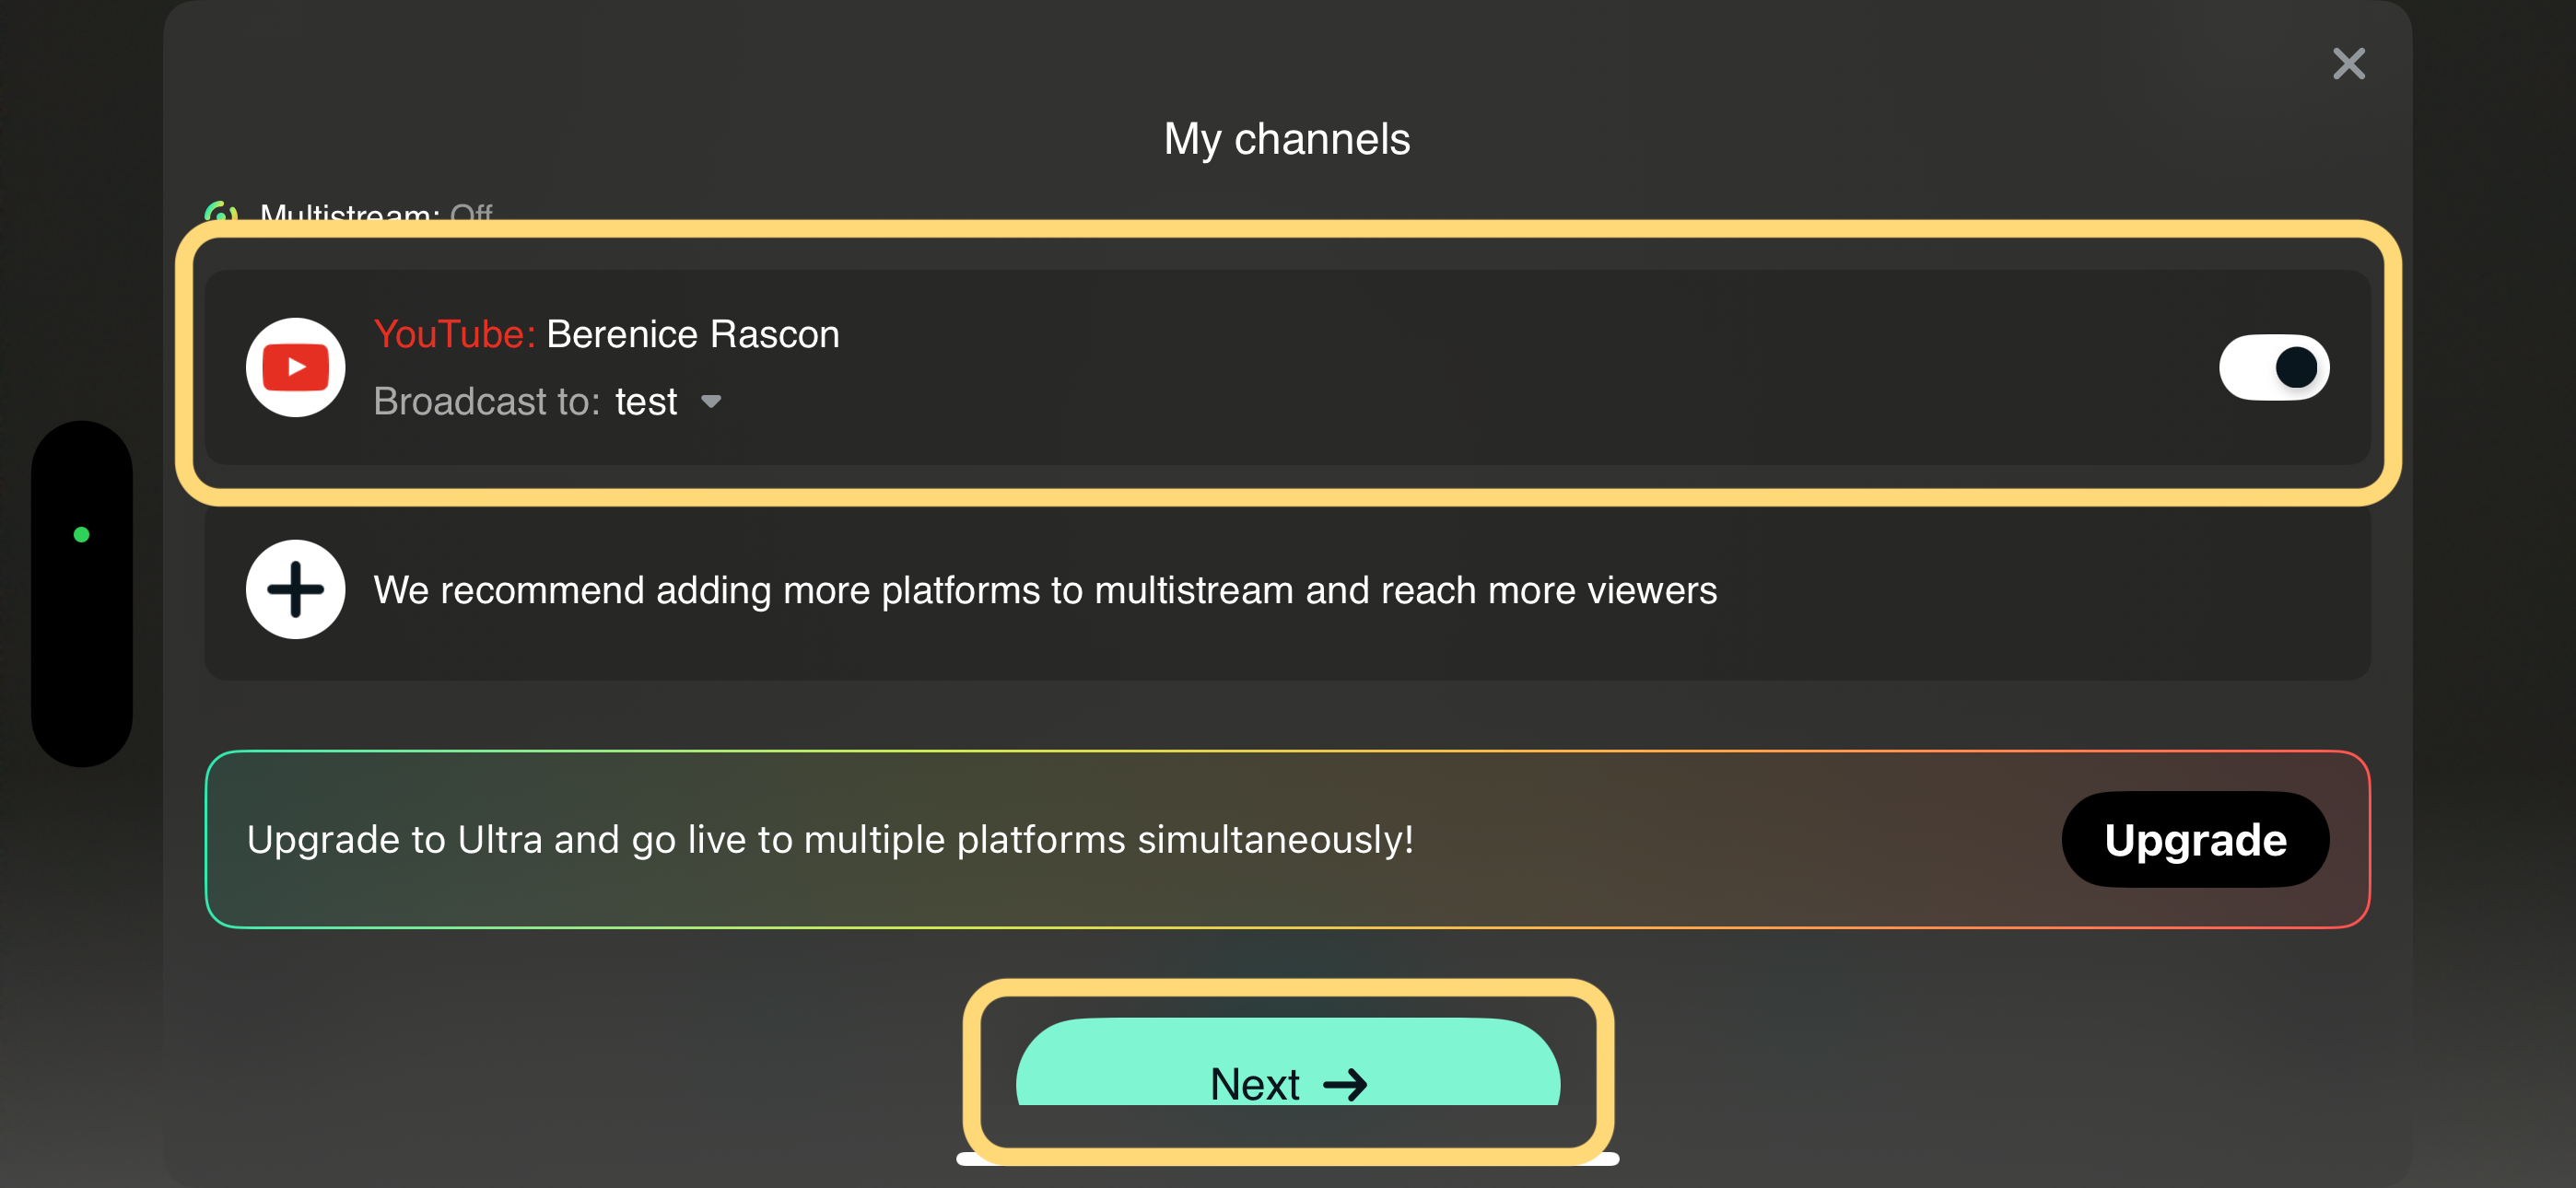 My channels
Multistream: Off
YouTube: Berenice Rascon
Broadcast to: test
We recommend adding more platforms to multistream and reach more viewers
Upgrade to Ultra and go live to multiple platforms simultaneously!
Upgrade
Next